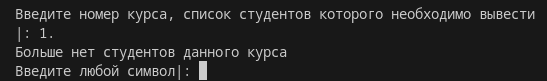 Введите номер курса, список студентов которого необходимо вывести
|: 1.
Больше нет студентов данного курса
Введите любой символ|: